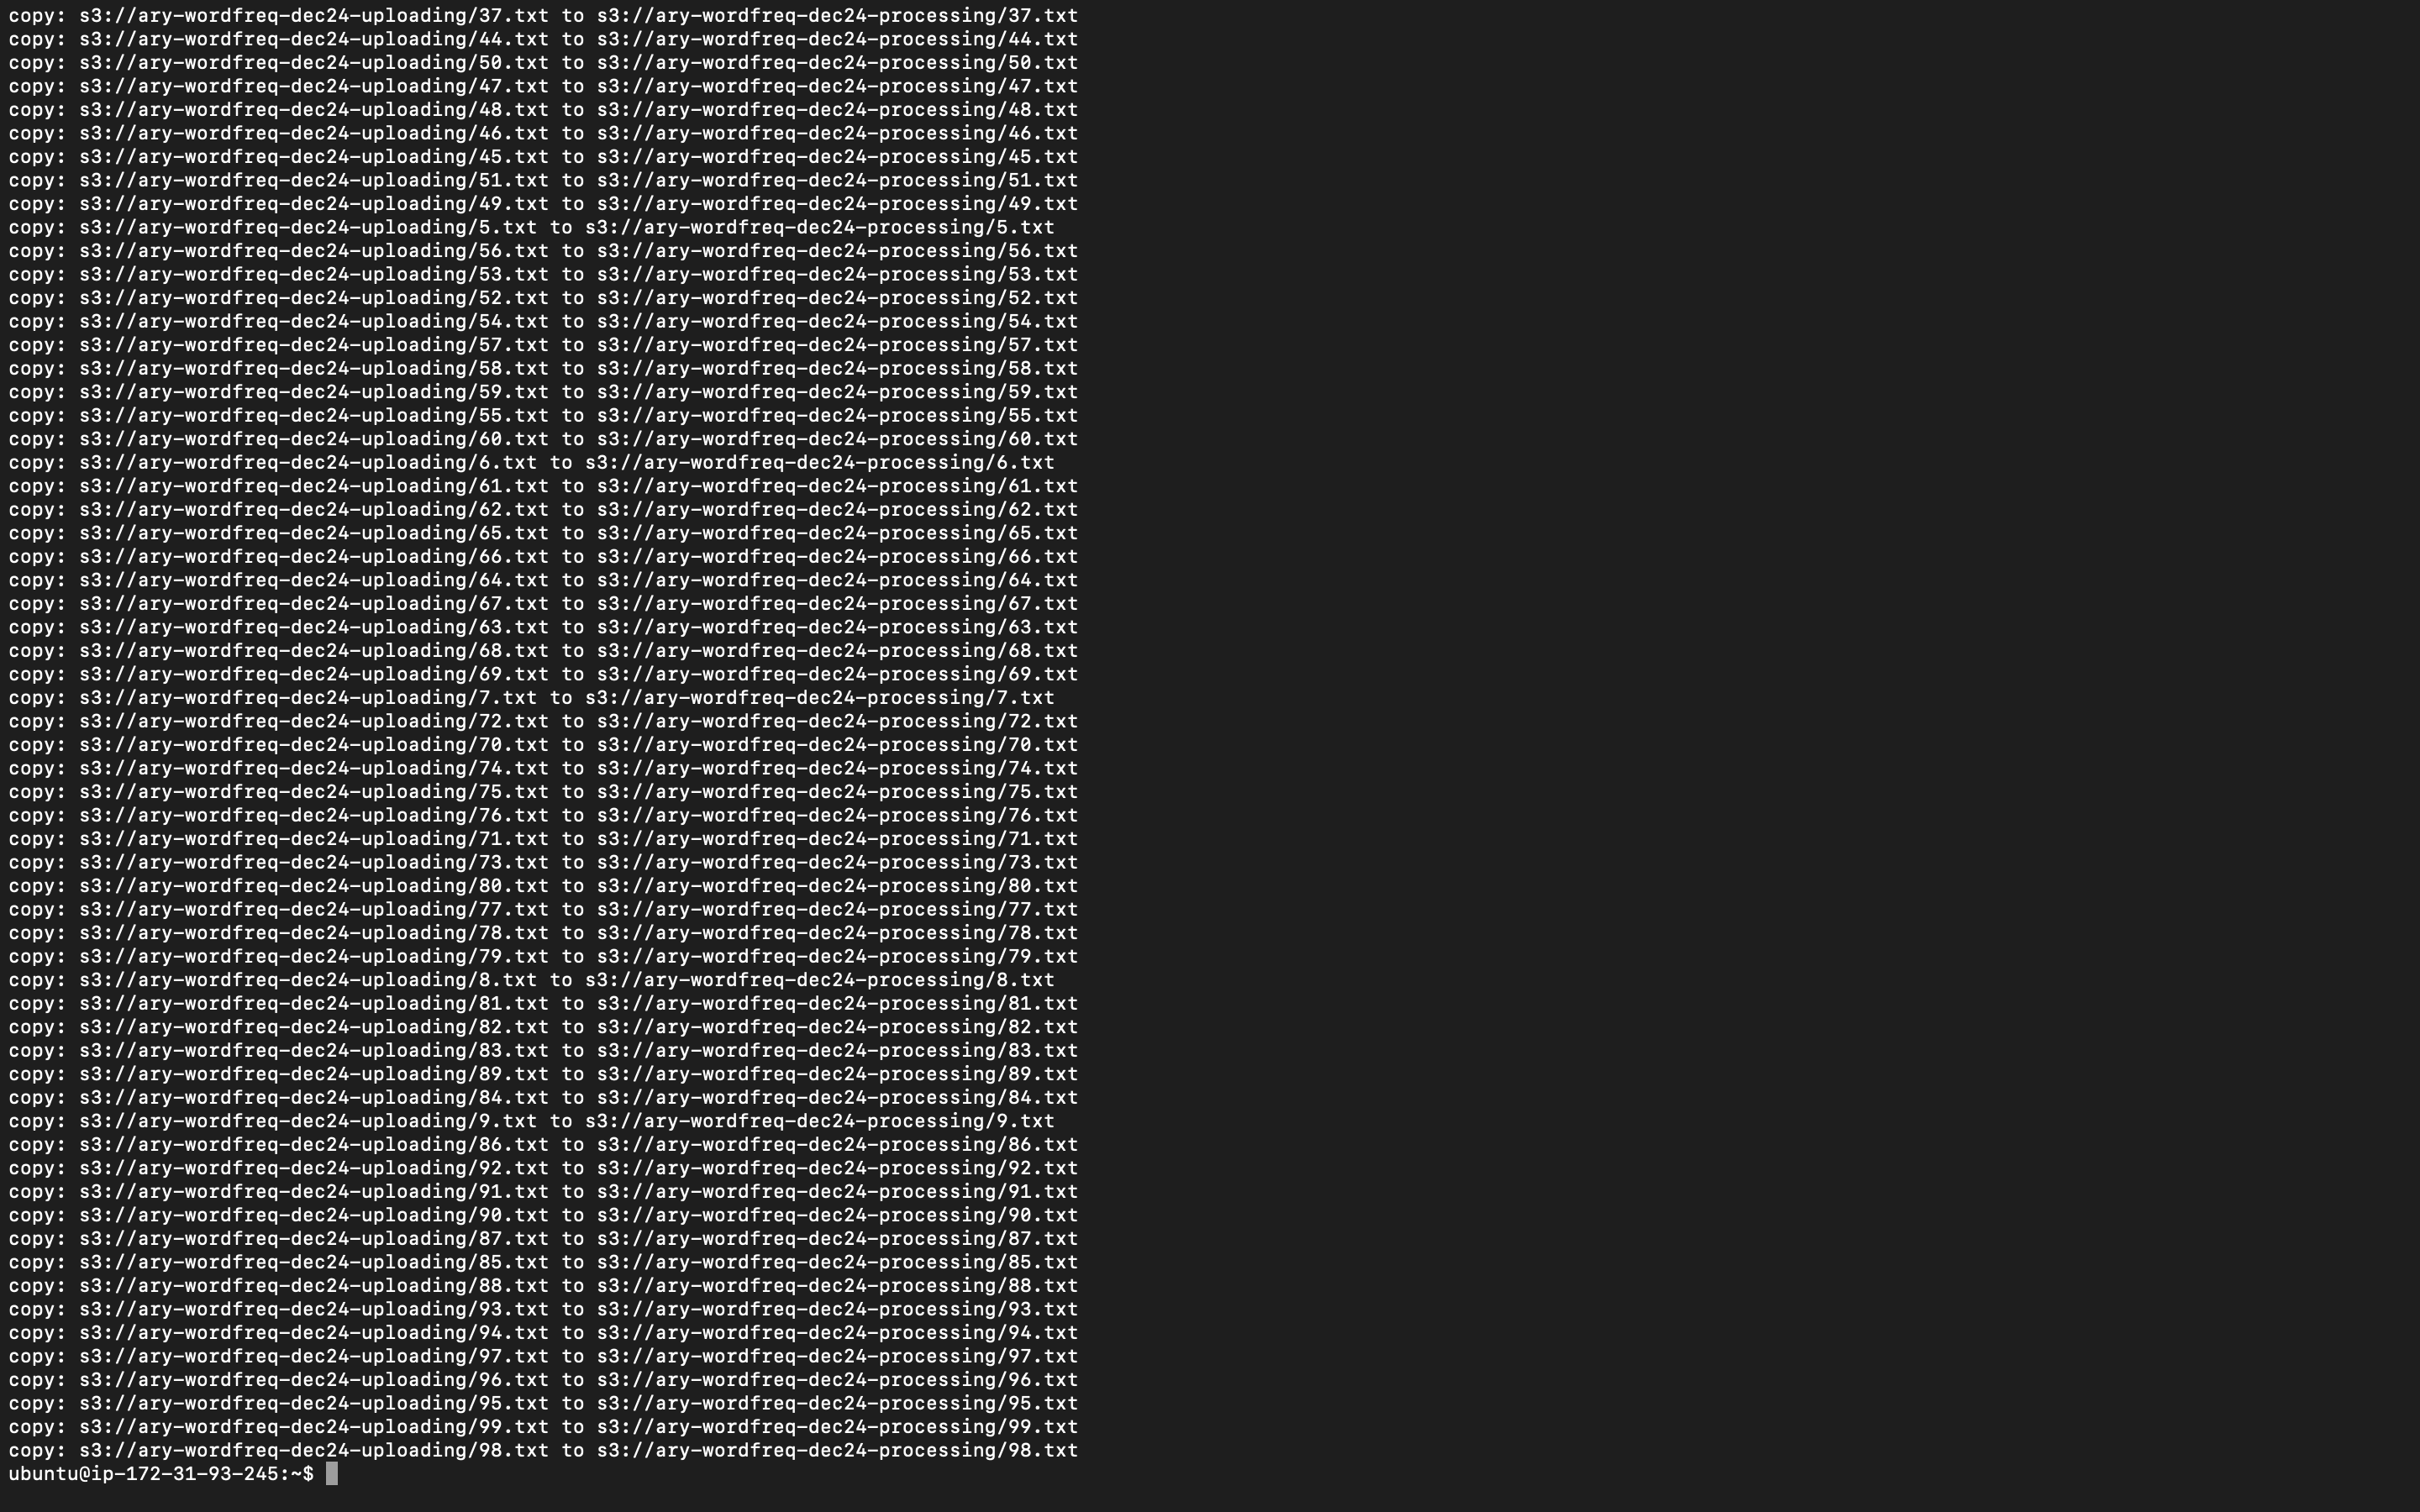 copy: s3://ary-wordfreq-dec24-uploading/37.txt to s3://ary-wordfreq-dec24-processing/37.txt
copy: s3://ary-wordfreq-dec24-uploading/44.txt to s3://ary-wordfreq-dec24-processing/44.txt
copy: s3://ary-wordfreq-dec24-uploading/50.txt to s3://ary-wordfreq-dec24-processing/50.txt
copy: s3://ary-wordfreq-dec24-uploading/47.txt to s3://ary-wordfreq-dec24-processing/47.txt
copy: s3://ary-wordfreq-dec24-uploading/48.txt to s3://ary-wordfreq-dec24-processing/48.txt
copy: s3://ary-wordfreq-dec24-uploading/46.txt to s3://ary-wordfreq-dec24-processing/46.txt
copy: s3://ary-wordfreq-dec24-uploading/45.txt to s3://ary-wordfreq-dec24-processing/45.txt
copy: s3://ary-wordfreq-dec24-uploading/51.txt to s3://ary-wordfreq-dec24-processing/51.txt
copy: s3://ary-wordfreq-dec24-uploading/49.txt to s3://ary-wordfreq-dec24-processing/49.txt
copy: s3://ary-wordfreq-dec24-uploading/5.txt to s3://ary-wordfreq-dec24-processing/5.txt
copy: s3://ary-wordfreq-dec24-uploading/56.txt to s3://ary-wordfreq-dec24-processing/56.txt
copy: s3://ary-wordfreq-dec24-uploading/53.txt to s3://ary-wordfreq-dec24-processing/53.txt
copy: s3://ary-wordfreq-dec24-uploading/52.txt to s3://ary-wordfreq-dec24-processing/52.txt
copy: s3://ary-wordfreq-dec24-uploading/54.txt to s3://ary-wordfreq-dec24-processing/54.txt
copy: s3://ary-wordfreq-dec24-uploading/57.txt to s3://ary-wordfreq-dec24-processing/57.txt
copy: s3://ary-wordfreq-dec24-uploading/58.txt to s3://ary-wordfreq-dec24-processing/58.txt
copy: s3://ary-wordfreq-dec24-uploading/59.txt to s3://ary-wordfreq-dec24-processing/59.txt
copy: s3://ary-wordfreq-dec24-uploading/55.txt to s3://ary-wordfreq-dec24-processing/55.txt
copy: s3://ary-wordfreq-dec24-uploading/60.txt to s3://ary-wordfreq-dec24-processing/60.txt
copy: s3://ary-wordfreq-dec24-uploading/6.txt to s3://ary-wordfreq-dec24-processing/6.txt
copy: s3://ary-wordfreq-dec24-uploading/61.txt to s3://ary-wordfreq-dec24-processing/61.txt
copy: s3://ary-wordfreq-dec24-uploading/62.txt to s3://ary-wordfreq-dec24-processing/62.txt
copy: s3://ary-wordfreq-dec24-uploading/65.txt to s3://ary-wordfreq-dec24-processing/65.txt
copy: s3://ary-wordfreq-dec24-uploading/66.txt to s3://ary-wordfreq-dec24-processing/66.txt
copy: s3://ary-wordfreq-dec24-uploading/64.txt to s3://ary-wordfreq-dec24-processing/64.txt
copy: s3://ary-wordfreq-dec24-uploading/67.txt to s3://ary-wordfreq-dec24-processing/67.txt
copy: s3://ary-wordfreq-dec24-uploading/63.txt to s3://ary-wordfreq-dec24-processing/63.txt
copy: s3://ary-wordfreq-dec24-uploading/68.txt to s3://ary-wordfreq-dec24-processing/68.txt
copy: s3://ary-wordfreq-dec24-uploading/69.txt to s3://ary-wordfreq-dec24-processing/69.txt
copy: s3://ary-wordfreq-dec24-uploading/7.txt to s3://ary-wordfreq-dec24-processing/7.txt
copy: s3://ary-wordfreq-dec24-uploading/72.txt to s3://ary-wordfreq-dec24-processing/72.txt
copy: s3://ary-wordfreq-dec24-uploading/70.txt to s3://ary-wordfreq-dec24-processing/70.txt
copy: s3://ary-wordfreq-dec24-uploading/74.txt to s3://ary-wordfreq-dec24-processing/74.txt
copy: s3://ary-wordfreq-dec24-uploading/75.txt to s3://ary-wordfreq-dec24-processing/75.txt
copy: s3://ary-wordfreq-dec24-uploading/76.txt to s3://ary-wordfreq-dec24-processing/76.txt
copy: s3://ary-wordfreq-dec24-uploading/71.txt to s3://ary-wordfreq-dec24-processing/71.txt
copy: s3://ary-wordfreq-dec24-uploading/73.txt to s3://ary-wordfreq-dec24-processing/73.txt
copy: s3://ary-wordfreq-dec24-uploading/80.txt to s3://ary-wordfreq-dec24-processing/80.txt
copy: s3://ary-wordfreq-dec24-uploading/77.txt to s3://ary-wordfreq-dec24-processing/77.txt
copy: s3://ary-wordfreq-dec24-uploading/78.txt to s3://ary-wordfreq-dec24-processing/78.txt
copy: s3://ary-wordfreq-dec24-uploading/79.txt to s3://ary-wordfreq-dec24-processing/79.txt
copy: s3://ary-wordfreq-dec24-uploading/8.txt to s3://ary-wordfreq-dec24-processing/8.txt
copy: s3://ary-wordfreq-dec24-uploading/81.txt to s3://ary-wordfreq-dec24-processing/81.txt
copy: s3://ary-wordfreq-dec24-uploading/82.txt to s3://ary-wordfreq-dec24-processing/82.txt
copy: s3://ary-wordfreq-dec24-uploading/83.txt to s3://ary-wordfreq-dec24-processing/83.txt
copy: s3://ary-wordfreq-dec24-uploading/89.txt to s3://ary-wordfreq-dec24-processing/89.txt
copy: s3://ary-wordfreq-dec24-uploading/84.txt to s3://ary-wordfreq-dec24-processing/84.txt
copy: s3://ary-wordfreq-dec24-uploading/9.txt to s3://ary-wordfreq-dec24-processing/9.txt
copy: s3://ary-wordfreq-dec24-uploading/86.txt to s3://ary-wordfreq-dec24-processing/86.txt
copy: s3://ary-wordfreq-dec24-uploading/92.txt to s3://ary-wordfreq-dec24-processing/92.txt
copy: s3://ary-wordfreq-dec24-uploading/91.txt to s3://ary-wordfreq-dec24-processing/91.txt
copy: s3://ary-wordfreq-dec24-uploading/90.txt to s3://ary-wordfreq-dec24-processing/90.txt
copy: s3://ary-wordfreq-dec24-uploading/87.txt to s3://ary-wordfreq-dec24-processing/87.txt
copy: s3://ary-wordfreq-dec24-uploading/85.txt to s3://ary-wordfreq-dec24-processing/85.txt
copy: s3://ary-wordfreq-dec24-uploading/88.txt to s3://ary-wordfreq-dec24-processing/88.txt
copy: s3://ary-wordfreq-dec24-uploading/93.txt to s3://ary-wordfreq-dec24-processing/93.txt
copy: s3://ary-wordfreq-dec24-uploading/94.txt to s3://ary-wordfreq-dec24-processing/94.txt
copy: s3://ary-wordfreq-dec24-uploading/97.txt to s3://ary-wordfreq-dec24-processing/97.txt
copy: s3://ary-wordfreq-dec24-uploading/96.txt to s3://ary-wordfreq-dec24-processing/96.txt
copy: s3://ary-wordfreq-dec24-uploading/95.txt to s3://ary-wordfreq-dec24-processing/95.txt
copy: s3://ary-wordfreq-dec24-uploading/99.txt to s3://ary-wordfreq-dec24-processing/99.txt
copy: s3://ary-wordfreq-dec24-uploading/98.txt to s3://ary-wordfreq-dec24-processing/98.txt
ubuntu@ip-172-31-93-245:~$